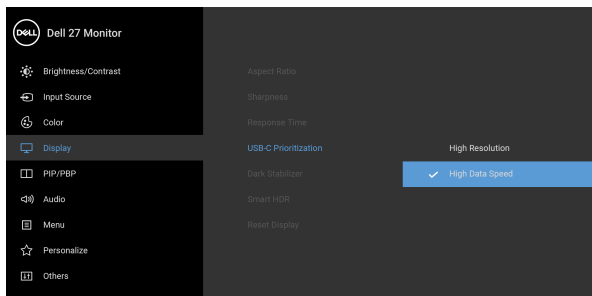 DELL Dell 27 Monitor
Brightness/Contrast Aspect Ratio
Input Source Sharpness
Color Response Time
Display USB-C Prioritization High Resolution
PIP/PBP Dark Stabilizer High Data Speed
Audio Smart HDR
Menu Reset Display
Personalize
Others